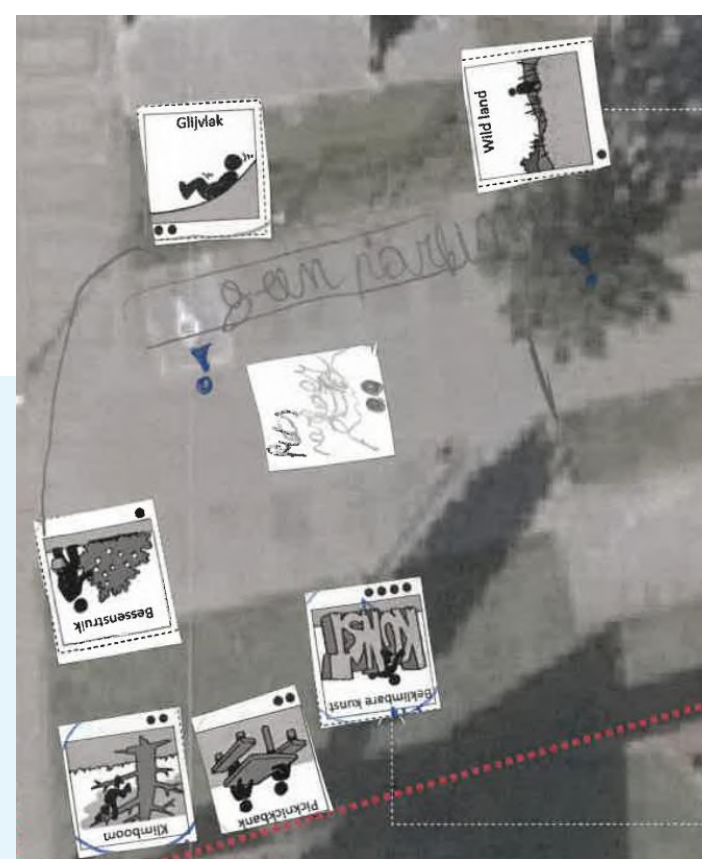 Glijvlak
Wild land
geen parking
Bessenstruik
KUNST
Beklimbare kunst
Picknickbank
Klimboom